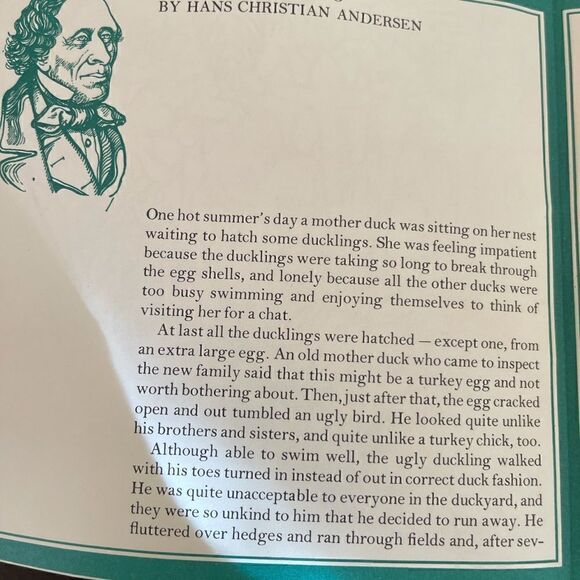 BY HANS CHRISTIAN ANDERSEN
One hot summer's day a mother duck was sitting on her nest
waiting to hatch some ducklings. She was feeling impatient
because the ducklings were taking so long to break through
the egg shells, and lonely because all the other ducks were
too busy swimming and enjoying themselves to think of
visiting her for a chat.
At last all the ducklings were hatched — except one, from
an extra large egg. An old mother duck who came to inspect
the new family said that this might be a turkey egg and not
worth bothering about. Then, just after that, the egg cracked
open and out tumbled an ugly bird. He looked quite unlike
his brothers and sisters, and quite unlike a turkey chick, too.
Although able to swim well, the ugly duckling walked
with his toes turned in instead of out in correct duck fashion.
He was quite unacceptable to everyone in the duckyard, and
they were so unkind to him that he decided to run away. He
fluttered over hedges and ran through fields and, after sev-